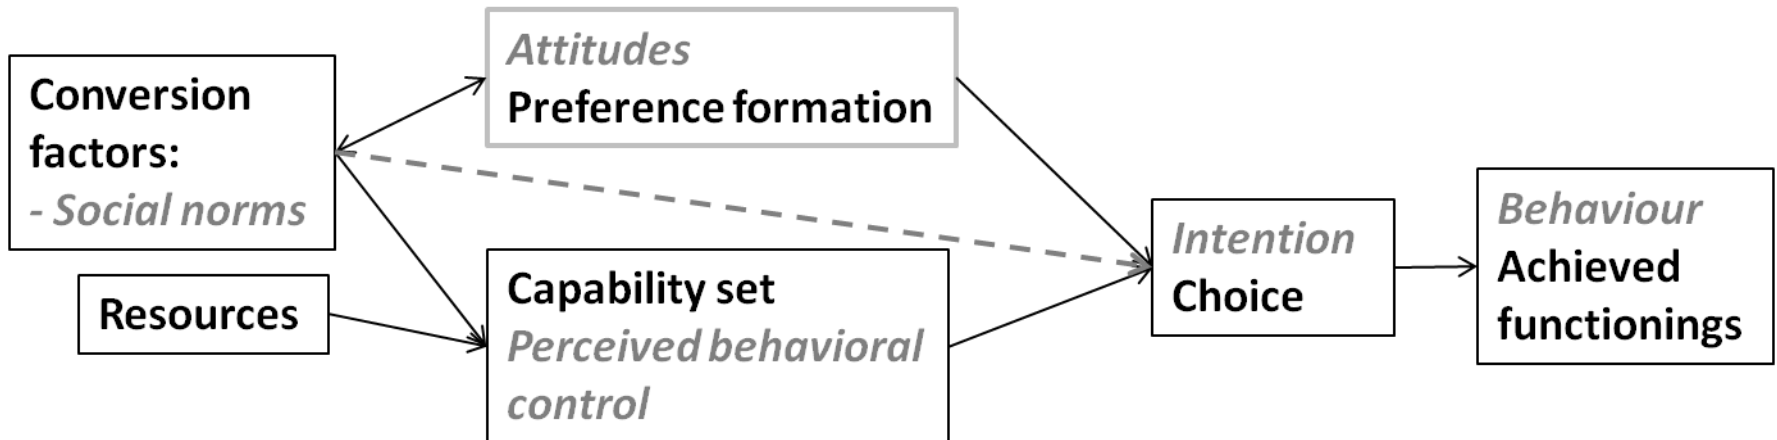 Conversion
factors:
- Social norms
Resources
Attitudes
Preference formation
Capability set
Perceived behavioral
control
Intention
Choice
Behaviour
Achieved
functionings